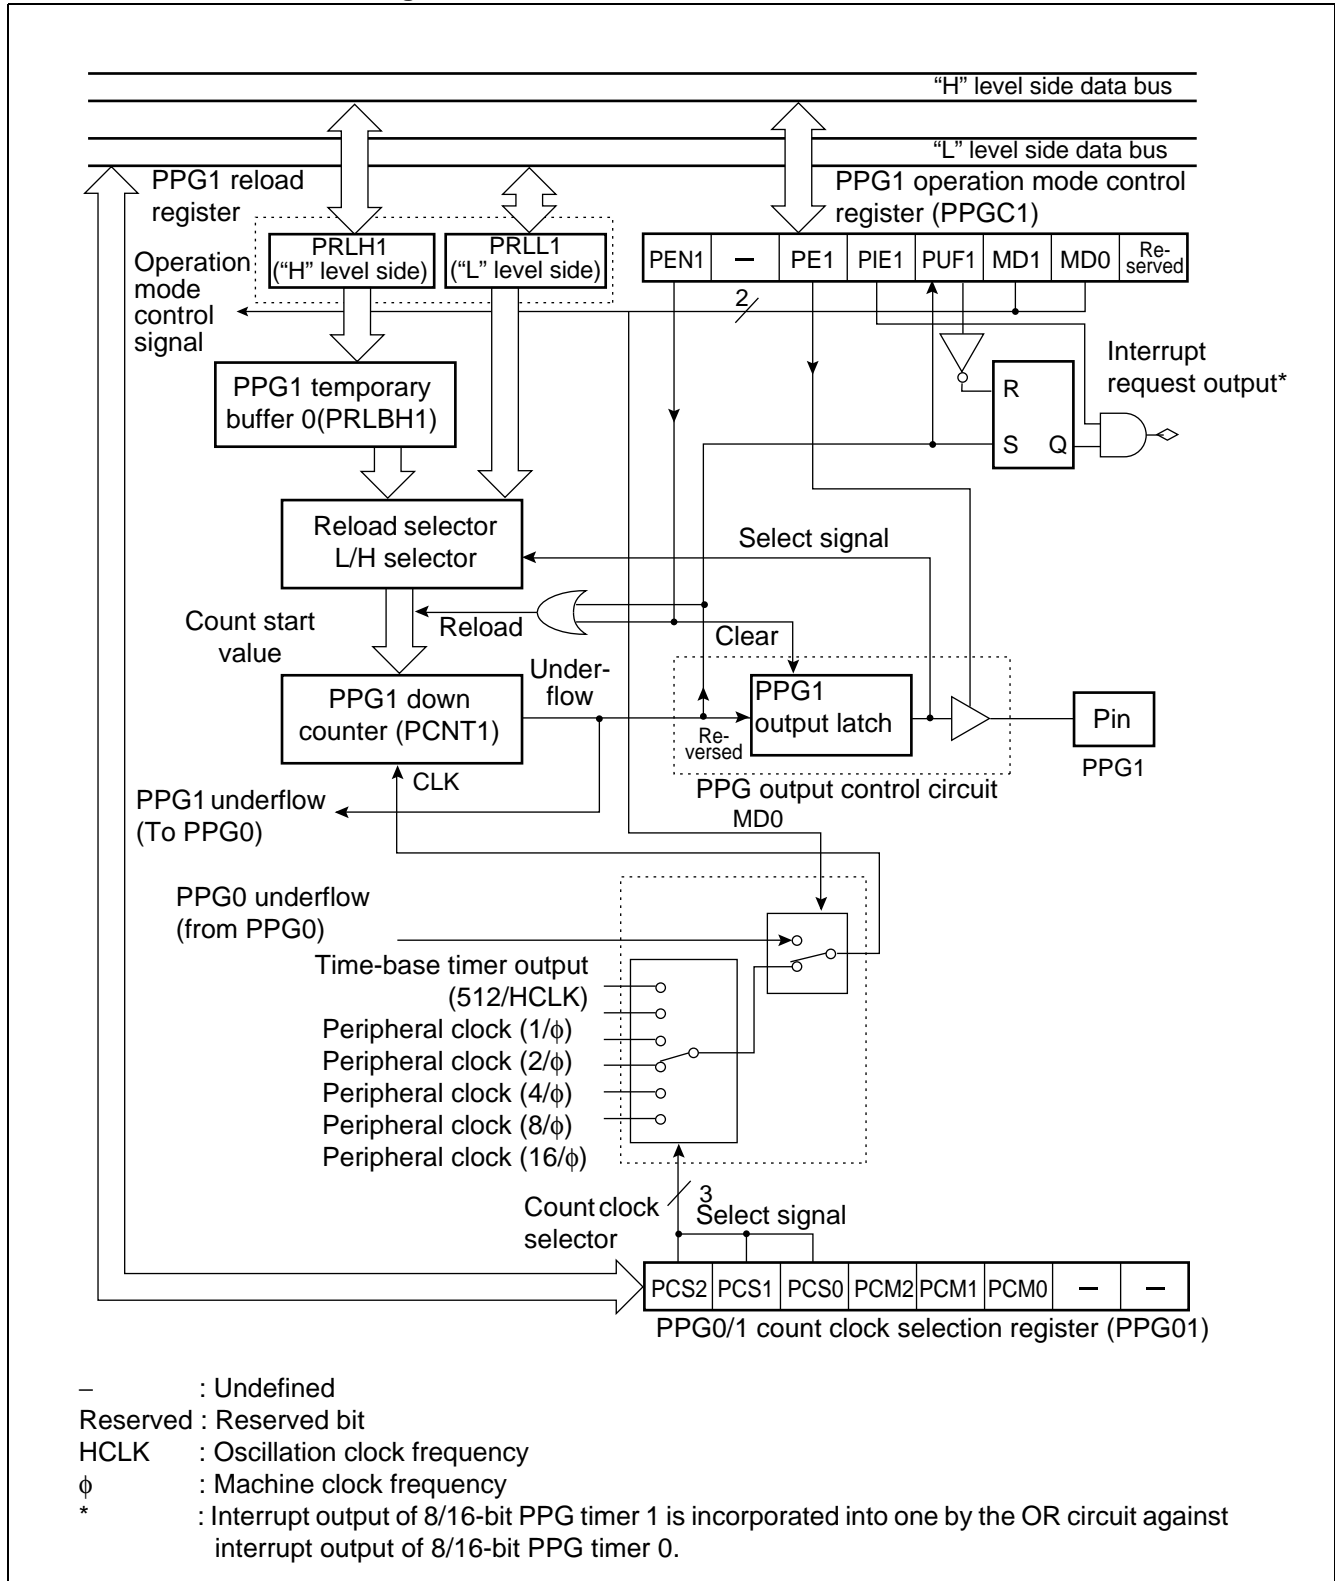 “H” level side data bus
“L” level side data bus
PPG1 reload
register
PPG1 operation mode control
register (PPGC1)
PRLH1
(“H” level side)
PRLL1
(“L” level side)
PEN1 – PE1 PIE1 PUF1 MD1 MD0 Re-
served
Operation
mode
control
signal
2
PPG1 temporary
buffer 0(PRLBH1)
Interrupt
request output*
R
S Q
Reload selector
L/H selector
Select signal
Count start
value
Reload
Clear
Under-
flow
PPG1 down
counter (PCNT1)
PPG1
output latch
Re-
versed
Pin
PPG1
CLK
PPG output control circuit
PPG1 underflow
(To PPG0)
MD0
PPG0 underflow
(from PPG0)
Time-base timer output
(512/HCLK)
Peripheral clock (1/ϕ)
Peripheral clock (2/ϕ)
Peripheral clock (4/ϕ)
Peripheral clock (8/ϕ)
Peripheral clock (16/ϕ)
Count clock
selector
3
Select signal
PCS2 PCS1 PCS0 PCM2 PCM1 PCM0 – –
PPG0/1 count clock selection register (PPG01)
– : Undefined
Reserved : Reserved bit
HCLK : Oscillation clock frequency
ϕ : Machine clock frequency
* : Interrupt output of 8/16-bit PPG timer 1 is incorporated into one by the OR circuit against
interrupt output of 8/16-bit PPG timer 0.